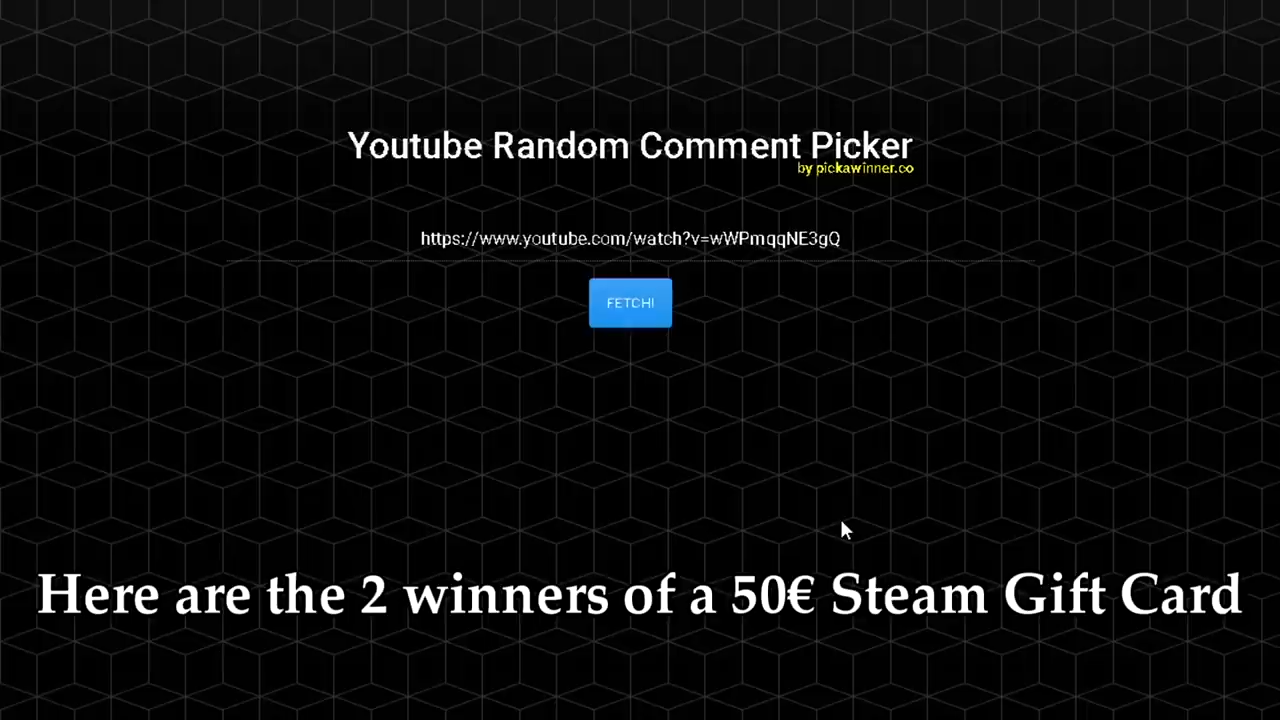 Youtube Random Comment Picker
by pickawinner.co
https://www.youtube.com/watch?v=wWPmqqNE3gQ
FETCH!
Here are the 2 winners of a 50€ Steam Gift Card